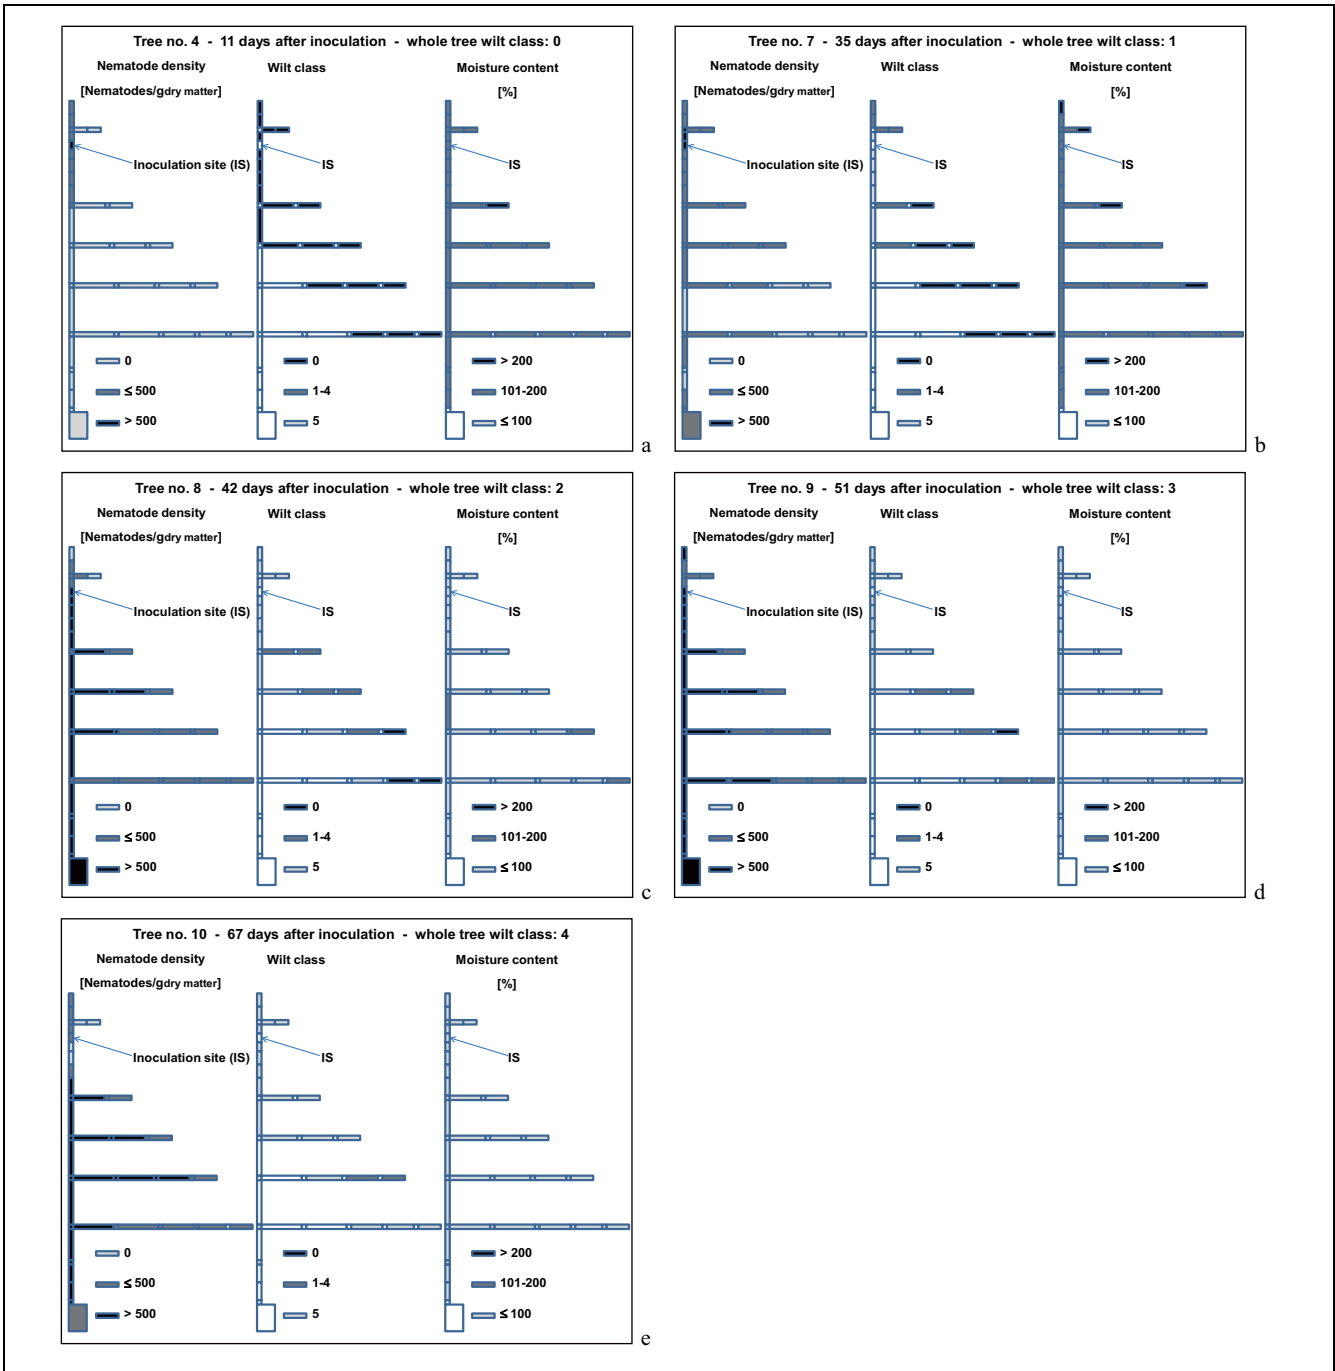 Tree no. 4 - 11 days after inoculation - whole tree wilt class: 0
Nematode density Wilt class Moisture content
[Nematodes/gdry matter] [%]
Inoculation site (IS) IS IS
0 0 > 200
≤ 500 1-4 101-200
> 500 5 ≤ 100
a
Tree no. 7 - 35 days after inoculation - whole tree wilt class: 1
Nematode density Wilt class Moisture content
[Nematodes/gdry matter] [%]
Inoculation site (IS) IS IS
0 0 > 200
≤ 500 1-4 101-200
> 500 5 ≤ 100
b
Tree no. 8 - 42 days after inoculation - whole tree wilt class: 2
Nematode density Wilt class Moisture content
[Nematodes/gdry matter] [%]
Inoculation site (IS) IS IS
0 0 > 200
≤ 500 1-4 101-200
> 500 5 ≤ 100
c
Tree no. 9 - 51 days after inoculation - whole tree wilt class: 3
Nematode density Wilt class Moisture content
[Nematodes/gdry matter] [%]
Inoculation site (IS) IS IS
0 0 > 200
≤ 500 1-4 101-200
> 500 5 ≤ 100
d
Tree no. 10 - 67 days after inoculation - whole tree wilt class: 4
Nematode density Wilt class Moisture content
[Nematodes/gdry matter] [%]
Inoculation site (IS) IS IS
0 0 > 200
≤ 500 1-4 101-200
> 500 5 ≤ 100
e